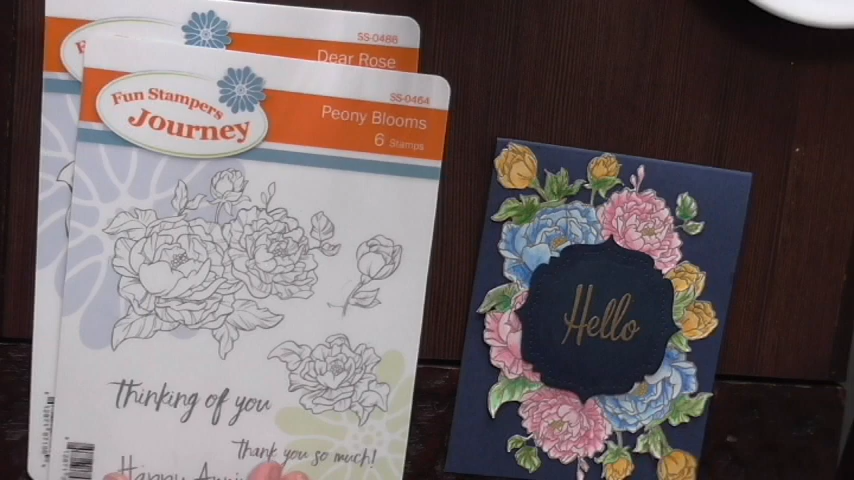 SS-0486
Dear Rose
SS-0464
Fun Stampers
Journey
Peony Blooms
6 Stamps
Hello
thinking of you
thank you so much!
Happy